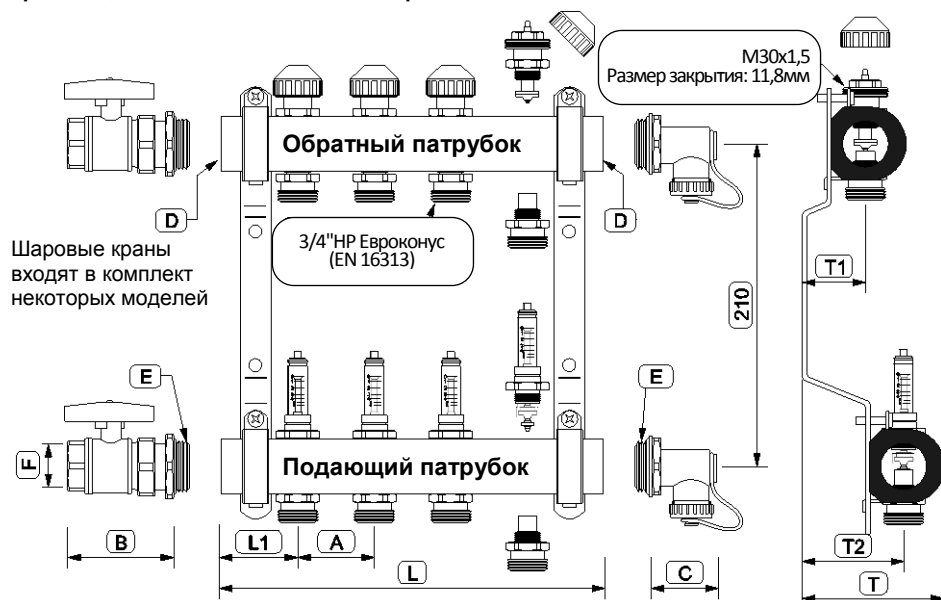 M30x1,5
Размер закрытия: 11,8мм
Обратный патрубок
D
D
3/4"НР Евроконус
(EN 16313)
Шаровые краны
входят в комплект
некоторых моделей
T1
210
E
E
F
Подающий патрубок
B
L1
A
L
C
T2
T